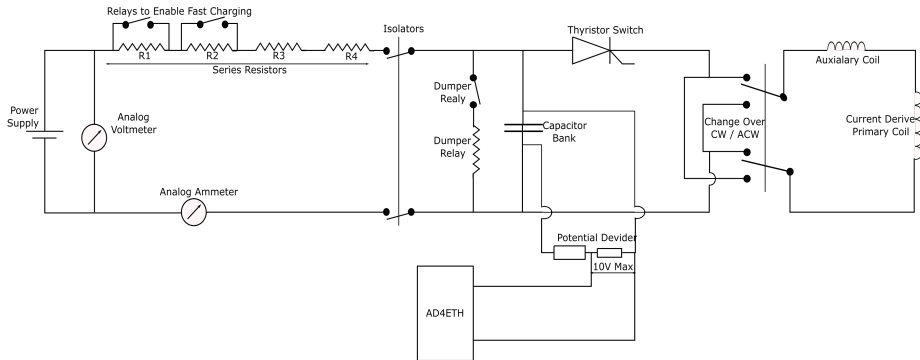 Relays to Enable Fast Charging
R1
R2
R3
R4
Series Resistors
Isolators
Thyristor Switch
Auxialary Coil
Power
Supply
Analog
Voltmeter
Dumper
Realy
Dumper
Relay
Capacitor
Bank
Change Over
CW / ACW
Current Derive
Primary Coil
Analog Ammeter
Potential Devider
10V Max
AD4ETH